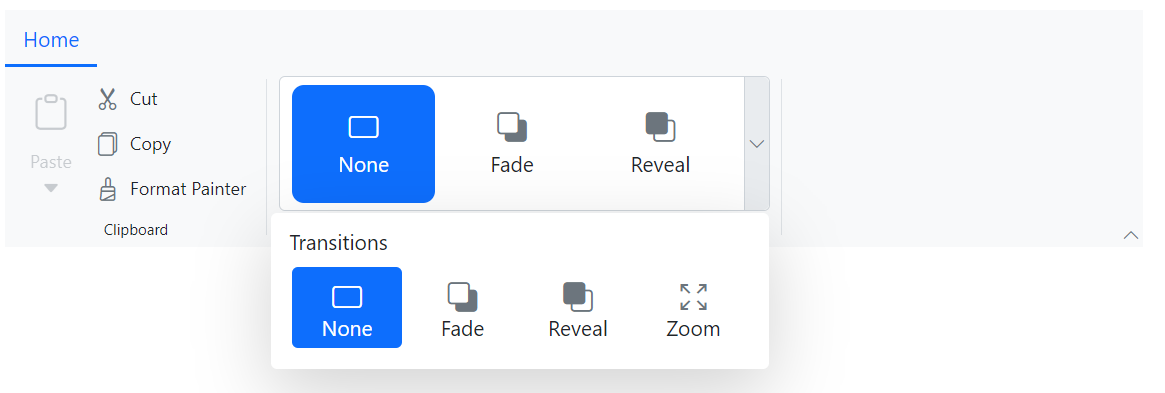 Home
Paste
Cut
Copy
Format Painter
Clipboard
None Fade Reveal
Transitions
None Fade Reveal Zoom